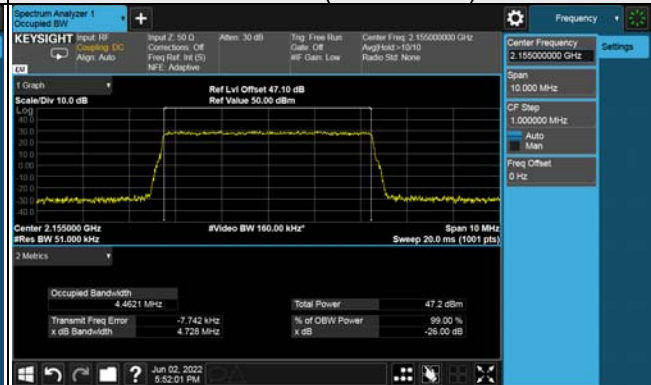 Spectrum Analyzer 1
Occupied BW
+
Frequency
KEYSIGHT
Input: RF
Coupling: DC
Align: Auto
Input Z: 50 Ω
Corrections: Off
Freq Ref: Int (S)
NFE: Adaptive
Atten: 30 dB
Trig: Free Run
Gate: Off
#IF Gain: Low
Center Freq: 2.155000000 GHz
Avg|Hold:>10/10
Radio Std: None
Center Frequency
2.155000000 GHz
Settings
Span
10.000 MHz
CF Step
1.000000 MHz
Auto
Man
Freq Offset
0 Hz
1 Graph
Scale/Div 10.0 dB
Ref Lvl Offset 47.10 dB
Ref Value 50.00 dBm
Log
40.0
30.0
20.0
10.0
0.00
-10.0
-20.0
-30.0
-40.0
Center 2.155000 GHz
#Video BW 160.00 kHz*
Span 10 MHz
#Res BW 51.000 kHz
Sweep 20.0 ms (1001 pts)
2 Metrics
Occupied Bandwidth
4.4621 MHz
Total Power
47.2 dBm
Transmit Freq Error
-7.742 kHz
% of OBW Power
99.00 %
x dB Bandwidth
4.728 MHz
x dB
-26.00 dB
?
Jun 02, 2022
5:52:01 PM